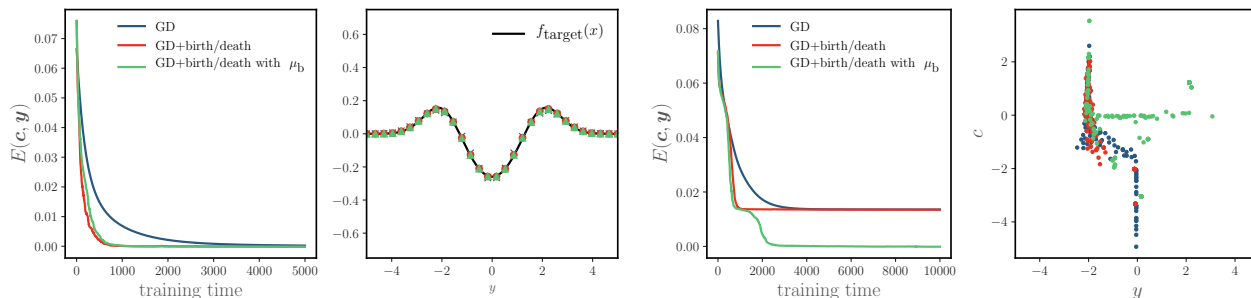 E(c, y)
0.07
0.06
0.05
0.04
0.03
0.02
0.01
0.00
GD
GD+birth/death
GD+birth/death with μ_b
0 1000 2000 3000 4000 5000
training time
0.6
0.4
0.2
0.0
−0.2
−0.4
−0.6
f_target(x)
−4 −2 0 2 4
y
E(c, y)
0.08
0.06
0.04
0.02
0.00
GD
GD+birth/death
GD+birth/death with μ_b
0 2000 4000 6000 8000 10000
training time
c
2
0
−2
−4
−4 −2 0 2 4
y